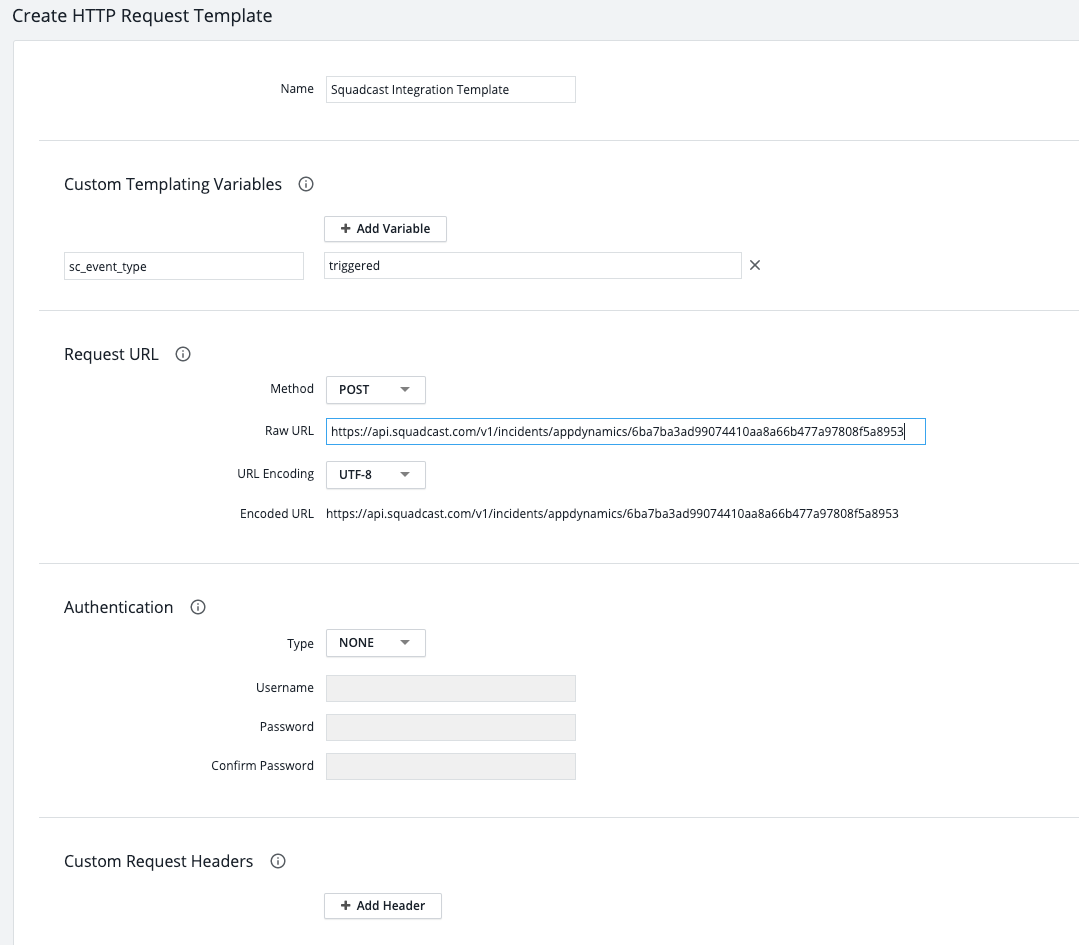 Create HTTP Request Template
Name Squadcast Integration Template
Custom Templating Variables
+ Add Variable
sc_event_type triggered
Request URL
Method POST
Raw URL https://api.squadcast.com/v1/incidents/appdynamics/6ba7ba3ad99074410aa8a66b477a97808f5a8953
URL Encoding UTF-8
Encoded URL https://api.squadcast.com/v1/incidents/appdynamics/6ba7ba3ad99074410aa8a66b477a97808f5a8953
Authentication
Type NONE
Username
Password
Confirm Password
Custom Request Headers
+ Add Header